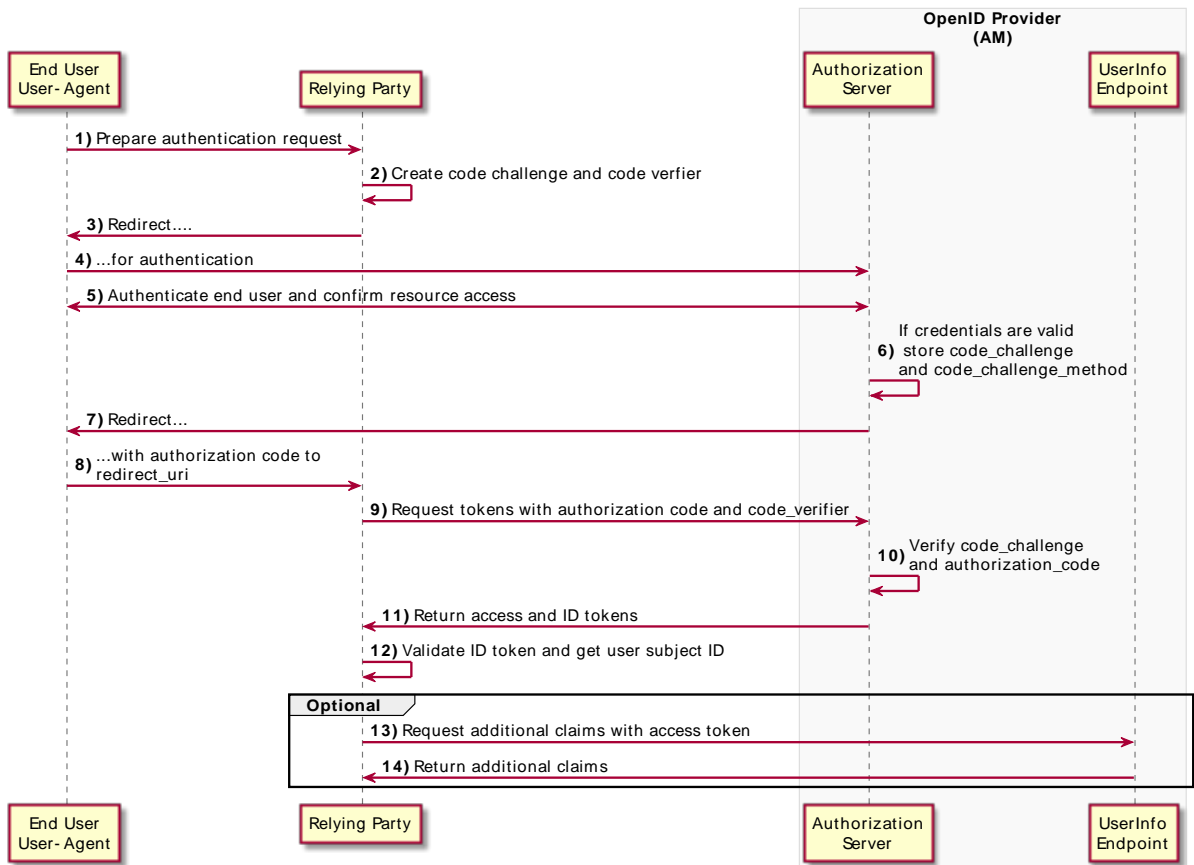 OpenID Provider
(AM)
End User
User- Agent
Relying Party
Authorization
Server
UserInfo
Endpoint
1) Prepare authentication request
2) Create code challenge and code verfier
3) Redirect....
4) ...for authentication
5) Authenticate end user and confirm resource access
If credentials are valid
6) store code_challenge
and code_challenge_method
7) Redirect...
8) ...with authorization code to
redirect_uri
9) Request tokens with authorization code and code_verifier
10) Verify code_challenge
and authorization_code
11) Return access and ID tokens
12) Validate ID token and get user subject ID
Optional
13) Request additional claims with access token
14) Return additional claims
End User
User- Agent
Relying Party
Authorization
Server
UserInfo
Endpoint